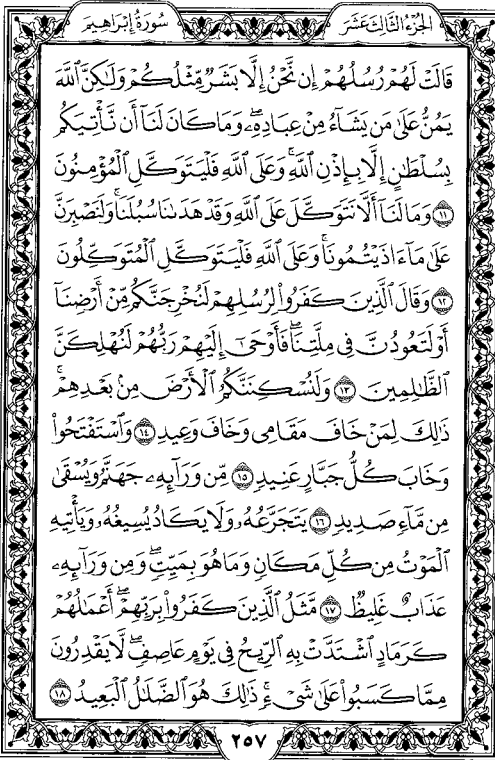 الجزء الثالث عشر
سورة إبراهيم
قَالَتْ لَهُمْ رُسُلُهُمْ إِن نَّحْنُ إِلَّا بَشَرٌ مِّثْلُكُمْ وَلَٰكِنَّ ٱللَّهَ
يَمُنُّ عَلَىٰ مَن يَشَآءُ مِنْ عِبَادِهِۦۖ وَمَا كَانَ لَنَآ أَن نَّأْتِيَكُم
بِسُلْطَٰنٍ إِلَّا بِإِذْنِ ٱللَّهِۚ وَعَلَى ٱللَّهِ فَلْيَتَوَكَّلِ ٱلْمُؤْمِنُونَ
١١ وَمَا لَنَآ أَلَّا نَتَوَكَّلَ عَلَى ٱللَّهِ وَقَدْ هَدَىٰنَا سُبُلَنَاۚ وَلَنَصْبِرَنَّ
عَلَىٰ مَآ ءَاذَيْتُمُونَاۚ وَعَلَى ٱللَّهِ فَلْيَتَوَكَّلِ ٱلْمُتَوَكِّلُونَ
١٢ وَقَالَ ٱلَّذِينَ كَفَرُوا۟ لِرُسُلِهِمْ لَنُخْرِجَنَّكُم مِّنْ أَرْضِنَآ
أَوْ لَتَعُودُنَّ فِى مِلَّتِنَاۖ فَأَوْحَىٰٓ إِلَيْهِمْ رَبُّهُمْ لَنُهْلِكَنَّ
ٱلظَّٰلِمِينَ ١٣ وَلَنُسْكِنَنَّكُمُ ٱلْأَرْضَ مِنۢ بَعْدِهِمْۚ
ذَٰلِكَ لِمَنْ خَافَ مَقَامِى وَخَافَ وَعِيدِ ١٤ وَٱسْتَفْتَحُوا۟
وَخَابَ كُلُّ جَبَّارٍ عَنِيدٍ ١٥ مِّن وَرَآئِهِۦ جَهَنَّمُ وَيُسْقَىٰ
مِن مَّآءٍ صَدِيدٍ ١٦ يَتَجَرَّعُهُۥ وَلَا يَكَادُ يُسِيغُهُۥ وَيَأْتِيهِ
ٱلْمَوْتُ مِن كُلِّ مَكَانٍ وَمَا هُوَ بِمَيِّتٍۖ وَمِن وَرَآئِهِۦ
عَذَابٌ غَلِيظٌ ١٧ مَّثَلُ ٱلَّذِينَ كَفَرُوا۟ بِرَبِّهِمْۖ أَعْمَٰلُهُمْ
كَرَمَادٍ ٱشْتَدَّتْ بِهِ ٱلرِّيحُ فِى يَوْمٍ عَاصِفٍۖ لَّا يَقْدِرُونَ
مِمَّا كَسَبُوا۟ عَلَىٰ شَىْءٍۚ ذَٰلِكَ هُوَ ٱلضَّلَٰلُ ٱلْبَعِيدُ ١٨
٢٥٧